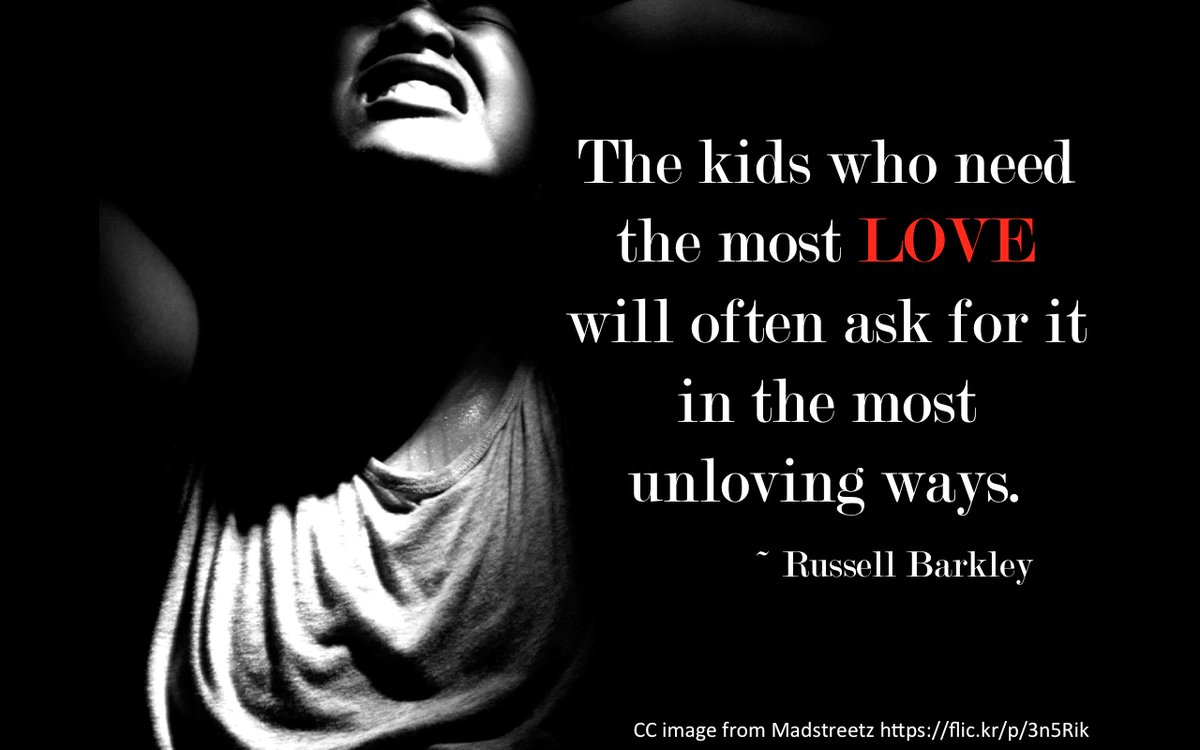 The kids who need
the most LOVE
will often ask for it
in the most
unloving ways.
~ Russell Barkley
CC image from Madstreetz https://flic.kr/p/3n5Rik